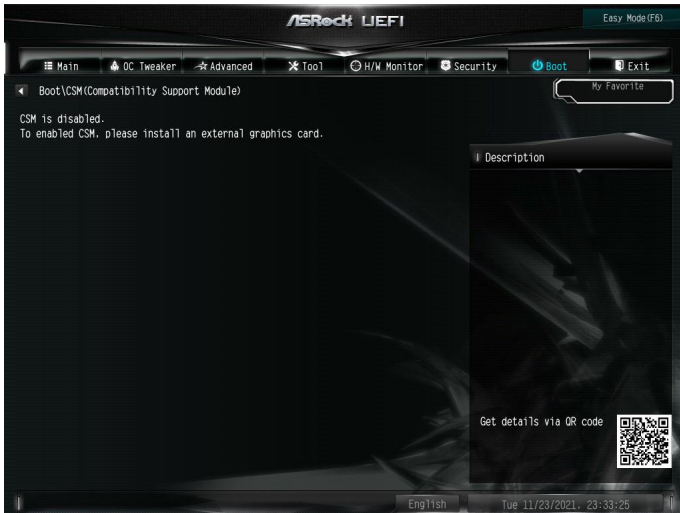 ASRock UEFI
Easy Mode(F6)
Main
OC Tweaker
Advanced
Tool
H/W Monitor
Security
Boot
Exit
Boot\CSM(Compatibility Support Module)
My Favorite
CSM is disabled.
To enabled CSM, please install an external graphics card.
Description
Get details via QR code
English
Tue 11/23/2021. 23:33:25